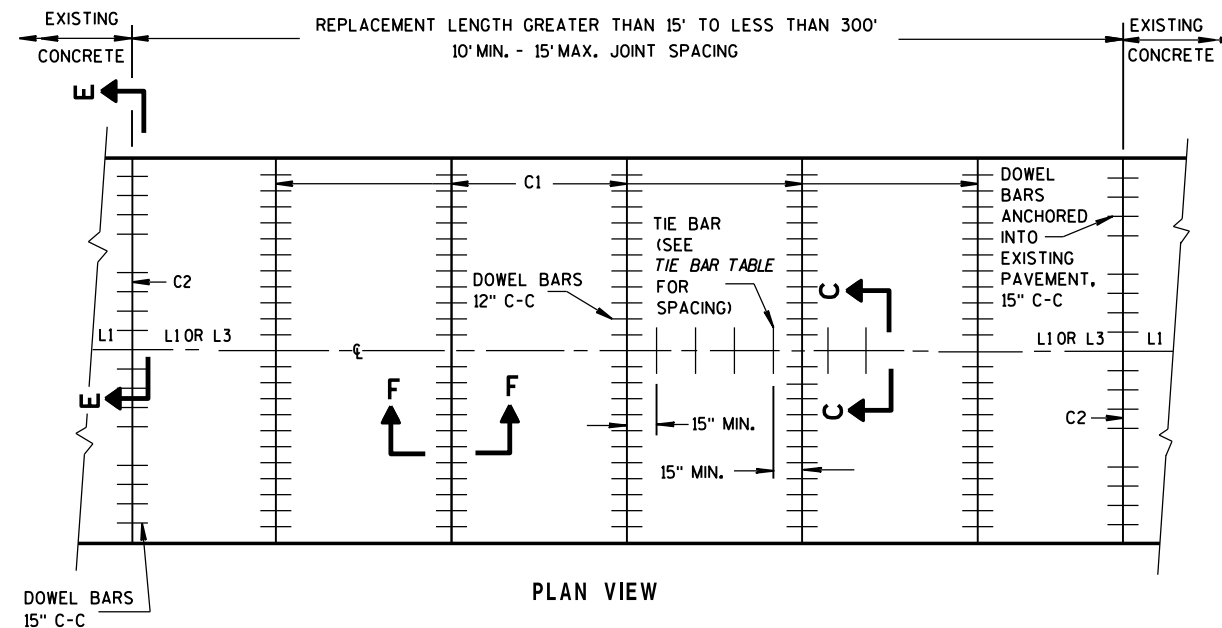 EXISTING
CONCRETE
REPLACEMENT LENGTH GREATER THAN 15' TO LESS THAN 300'
10' MIN. - 15' MAX. JOINT SPACING
EXISTING
CONCRETE
E
C1
DOWEL
BARS
ANCHORED
INTO
EXISTING
PAVEMENT,
15" C-C
TIE BAR
(SEE
TIE BAR TABLE
FOR
SPACING)
DOWEL BARS
12" C-C
C2
C
L1
L1 OR L3
℄
L1 OR L3
L1
E
F
F
C
C2
15" MIN.
15" MIN.
PLAN VIEW
DOWEL BARS
15" C-C